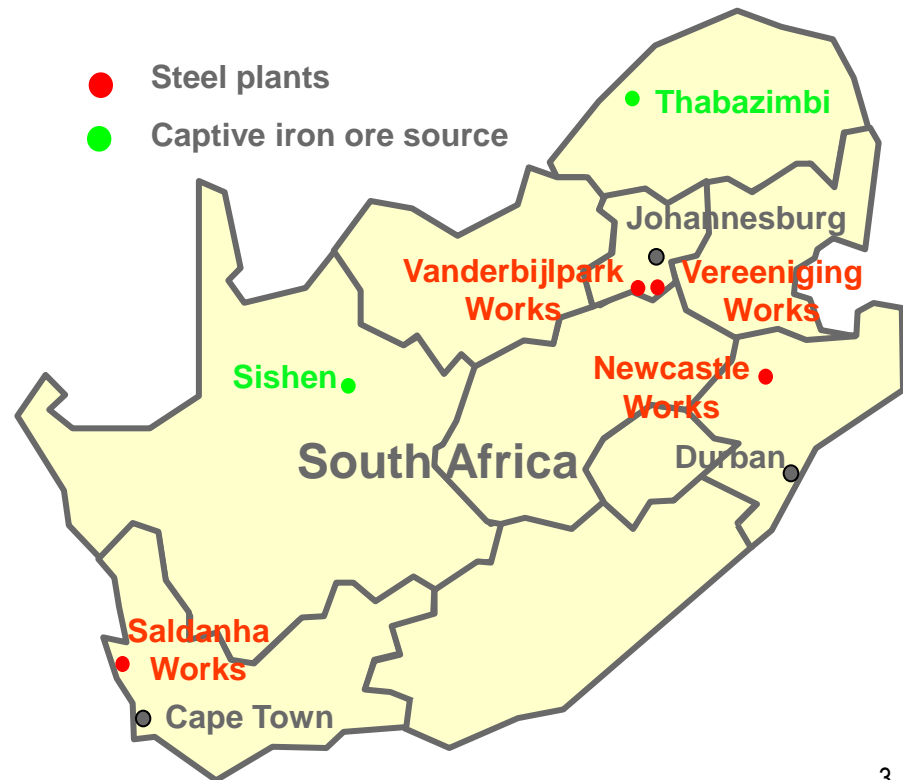 Steel plants
Captive iron ore source
Thabazimbi
Johannesburg
Vanderbijlpark
Works
Vereeniging
Works
Sishen
Newcastle
Works
South Africa
Durban
Saldanha
Works
Cape Town
3